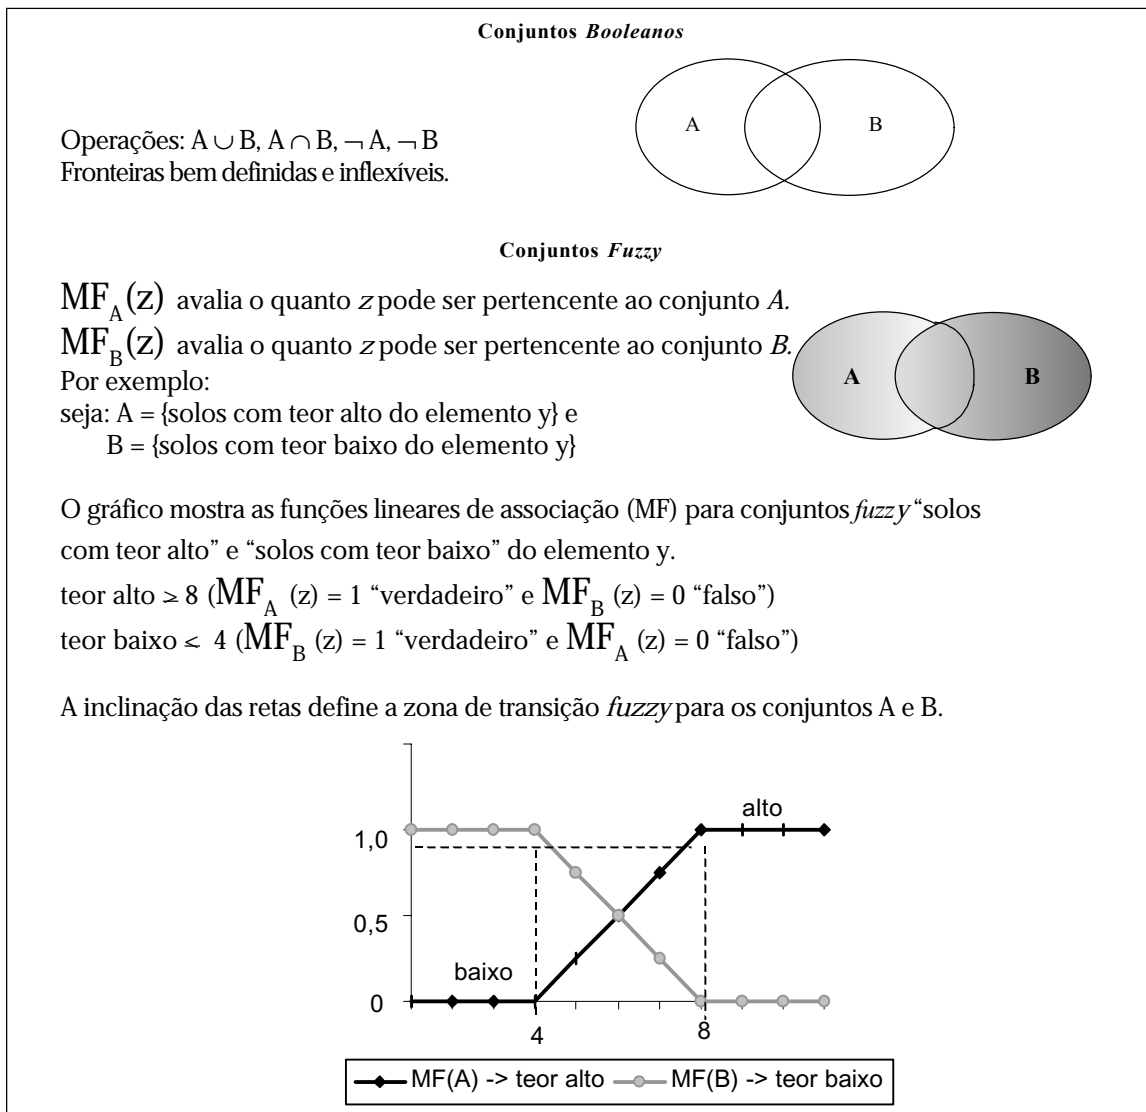 Conjuntos Booleanos
A
B
Operações: A ∪ B, A ∩ B, ¬ A, ¬ B
Fronteiras bem definidas e inflexíveis.
Conjuntos Fuzzy
MF_A(z) avalia o quanto z pode ser pertencente ao conjunto A.
MF_B(z) avalia o quanto z pode ser pertencente ao conjunto B.
Por exemplo:
seja: A = {solos com teor alto do elemento y} e
B = {solos com teor baixo do elemento y}
A
B
O gráfico mostra as funções lineares de associação (MF) para conjuntos fuzzy “solos
com teor alto” e “solos com teor baixo” do elemento y.
teor alto ≥ 8 (MF_A (z) = 1 “verdadeiro” e MF_B (z) = 0 “falso”)
teor baixo ≤ 4 (MF_B (z) = 1 “verdadeiro” e MF_A (z) = 0 “falso”)
A inclinação das retas define a zona de transição fuzzy para os conjuntos A e B.
alto
1,0
0,5
baixo
0
4
8
MF(A) -> teor alto
MF(B) -> teor baixo